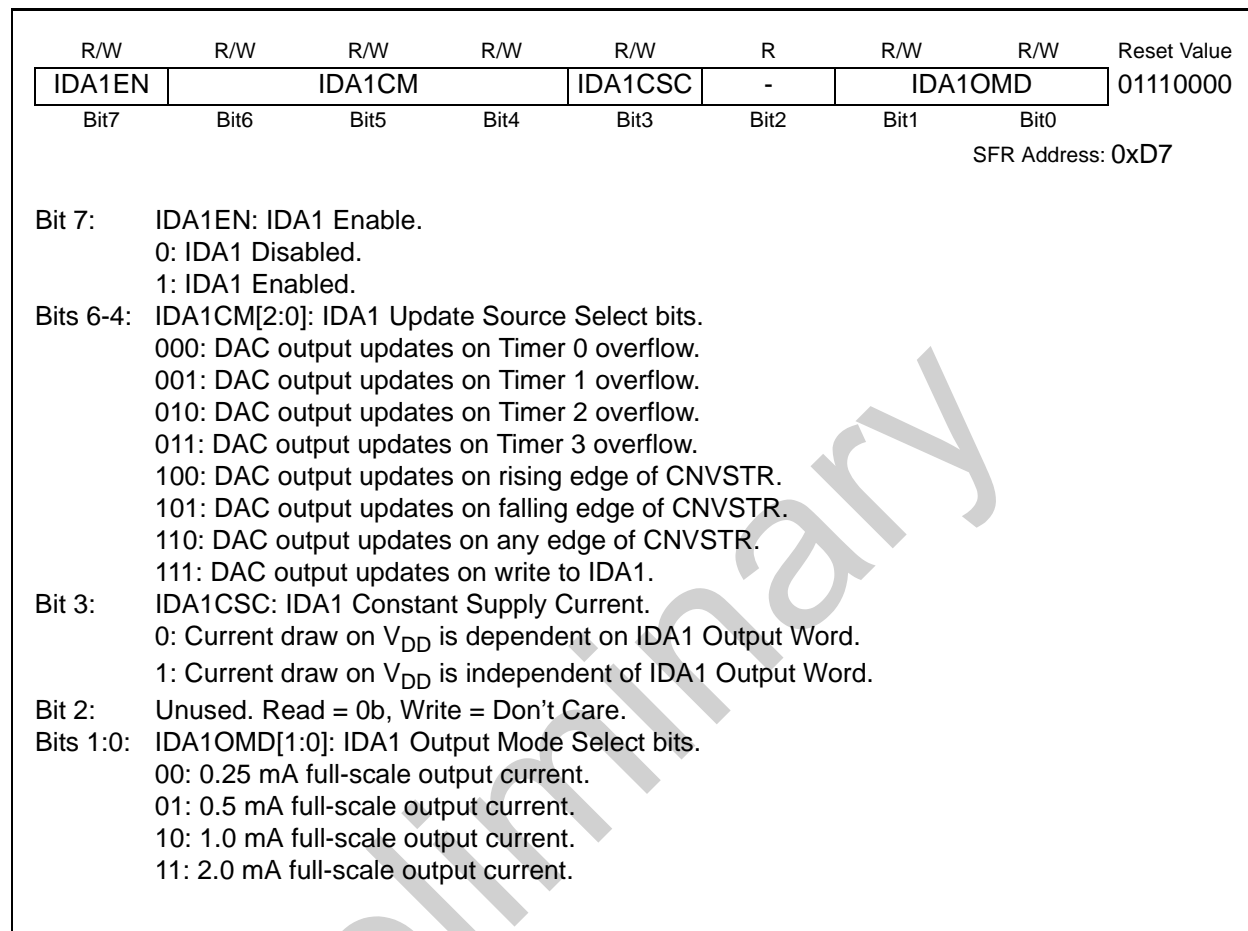 R/W R/W R/W R/W R/W R R/W R/W Reset Value
IDA1EN IDA1CM IDA1CSC - IDA1OMD 01110000
Bit7 Bit6 Bit5 Bit4 Bit3 Bit2 Bit1 Bit0
SFR Address: 0xD7
Bit 7: IDA1EN: IDA1 Enable.
0: IDA1 Disabled.
1: IDA1 Enabled.
Bits 6-4: IDA1CM[2:0]: IDA1 Update Source Select bits.
000: DAC output updates on Timer 0 overflow.
001: DAC output updates on Timer 1 overflow.
010: DAC output updates on Timer 2 overflow.
011: DAC output updates on Timer 3 overflow.
100: DAC output updates on rising edge of CNVSTR.
101: DAC output updates on falling edge of CNVSTR.
110: DAC output updates on any edge of CNVSTR.
111: DAC output updates on write to IDA1.
Bit 3: IDA1CSC: IDA1 Constant Supply Current.
0: Current draw on VDD is dependent on IDA1 Output Word.
1: Current draw on VDD is independent of IDA1 Output Word.
Bit 2: Unused. Read = 0b, Write = Don't Care.
Bits 1:0: IDA1OMD[1:0]: IDA1 Output Mode Select bits.
00: 0.25 mA full-scale output current.
01: 0.5 mA full-scale output current.
10: 1.0 mA full-scale output current.
11: 2.0 mA full-scale output current.
eliminary